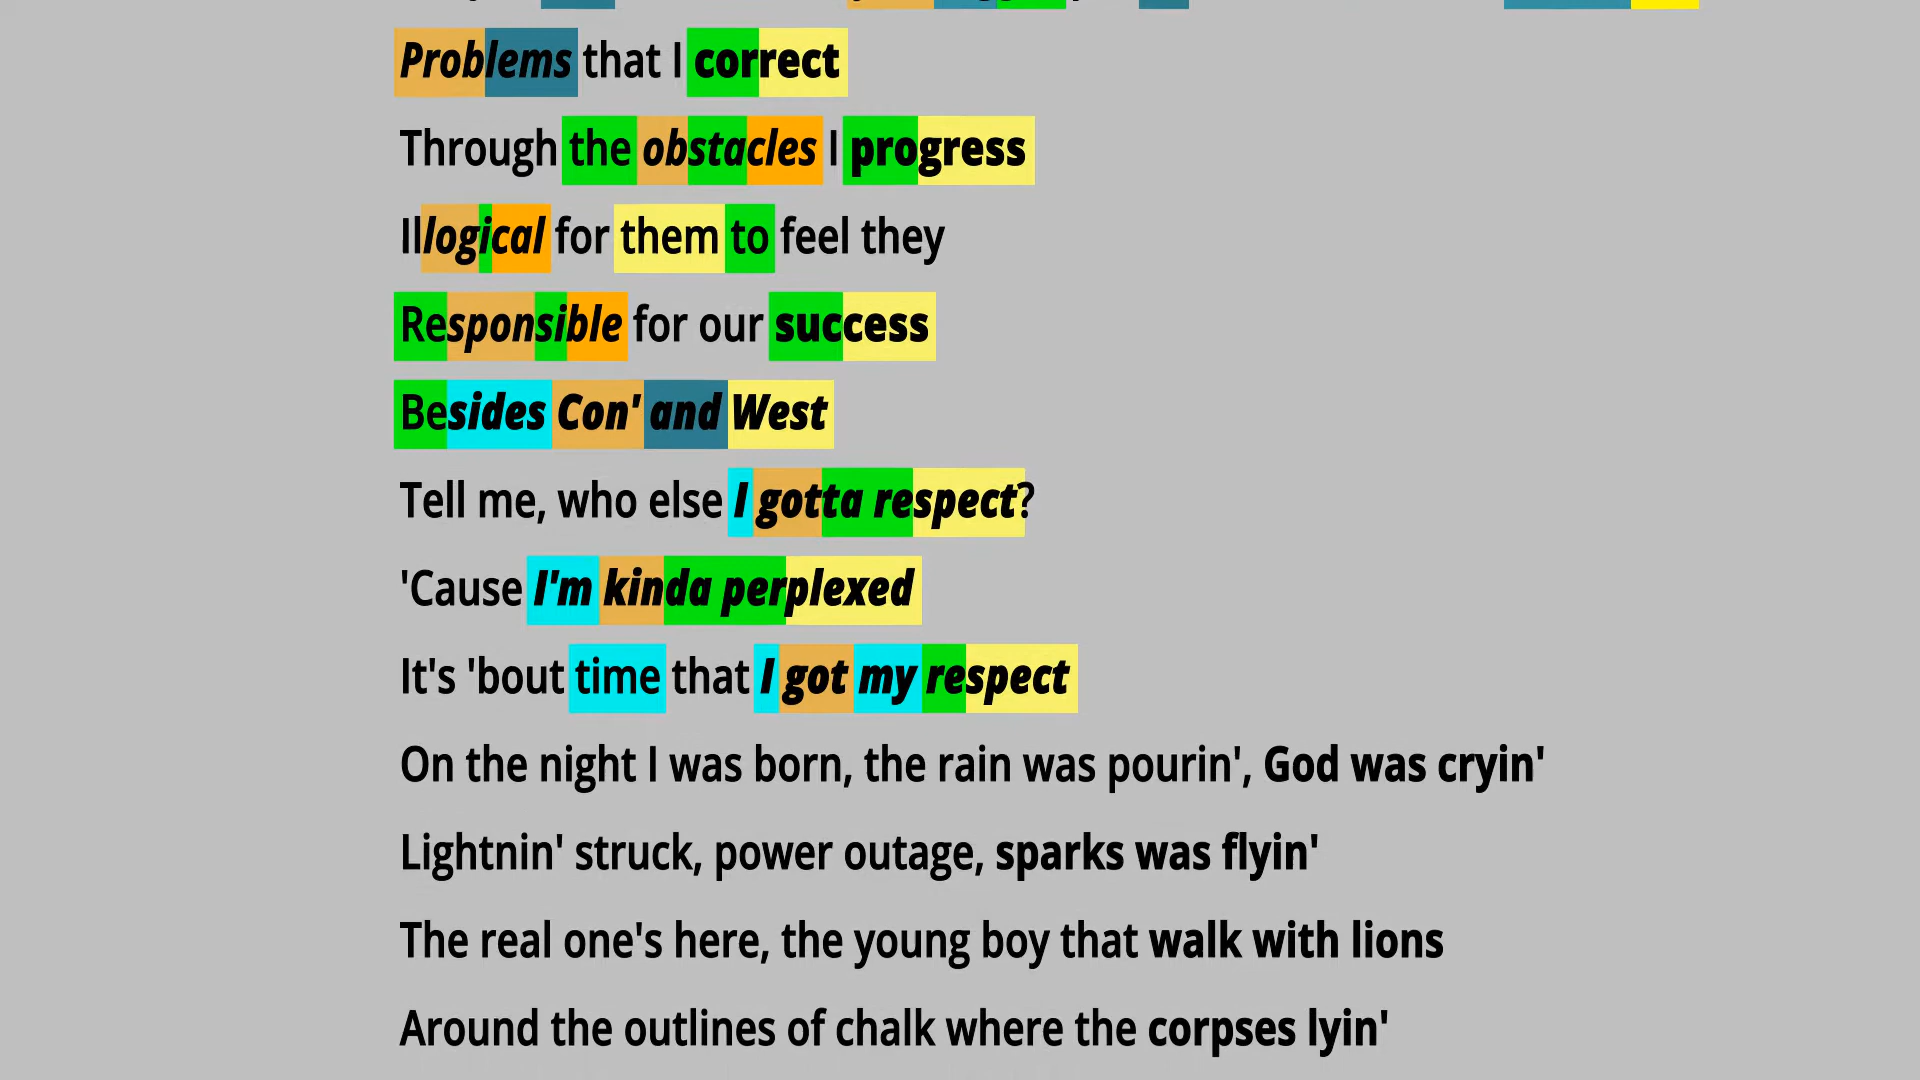 Problems that I correct
Through the obstacles I progress
Illogical for them to feel they
Responsible for our success
Besides Con' and West
Tell me, who else I gotta respect?
'Cause I'm kinda perplexed
It's 'bout time that I got my respect
On the night I was born, the rain was pourin', God was cryin'
Lightnin' struck, power outage, sparks was flyin'
The real one's here, the young boy that walk with lions
Around the outlines of chalk where the corpses lyin'